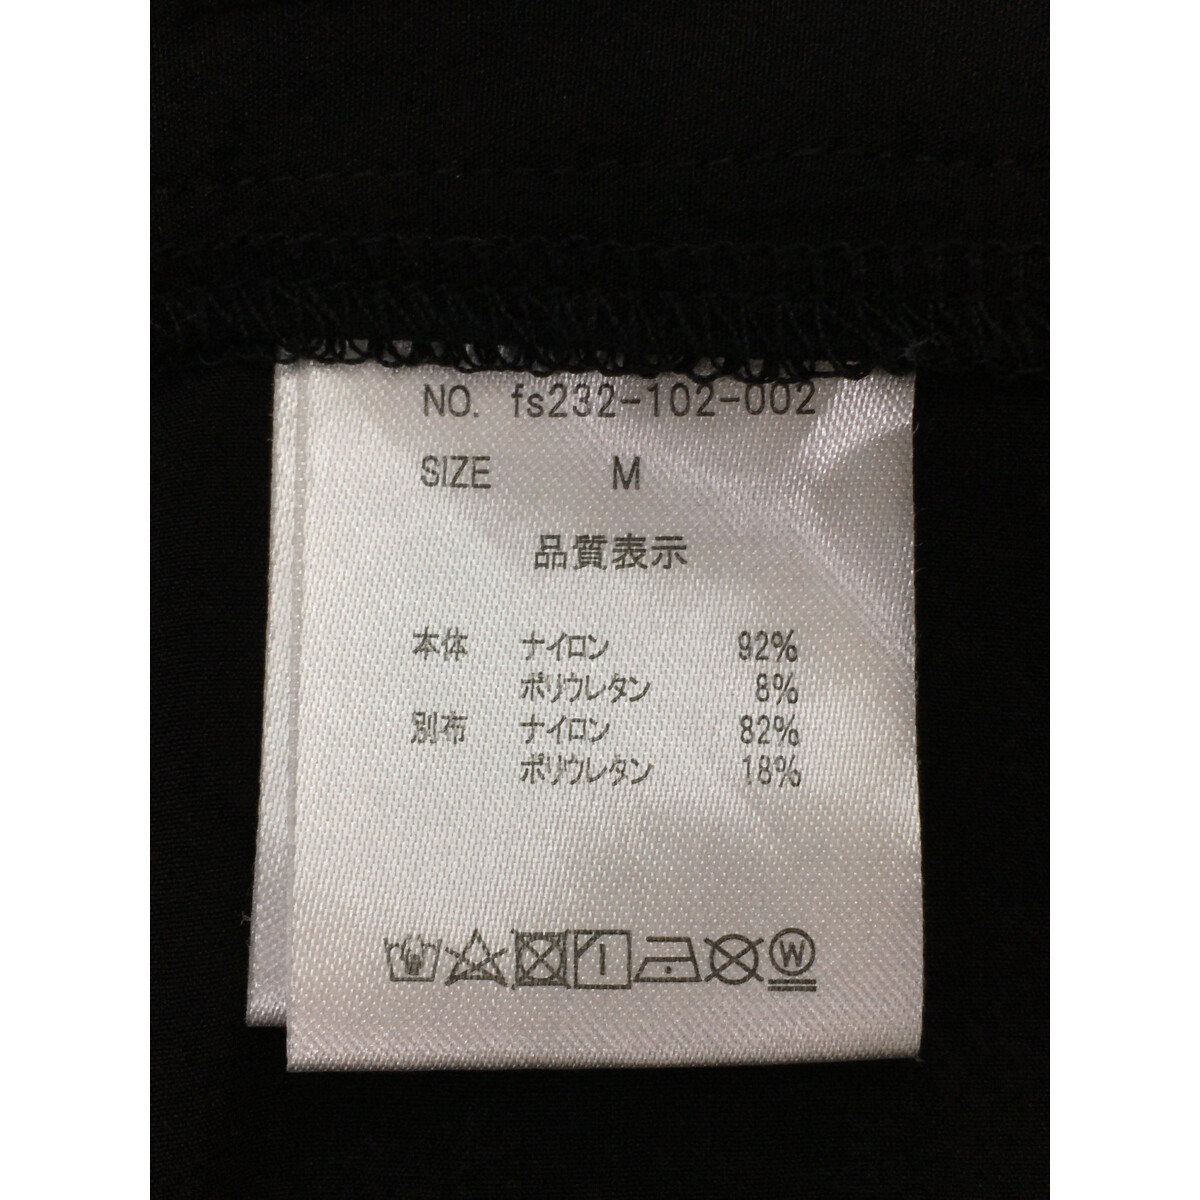 NO. fs232-102-002
SIZE M
品質表示
本体 ナイロン 92%
ポリウレタン 8%
別布 ナイロン 82%
ポリウレタン 18%
W